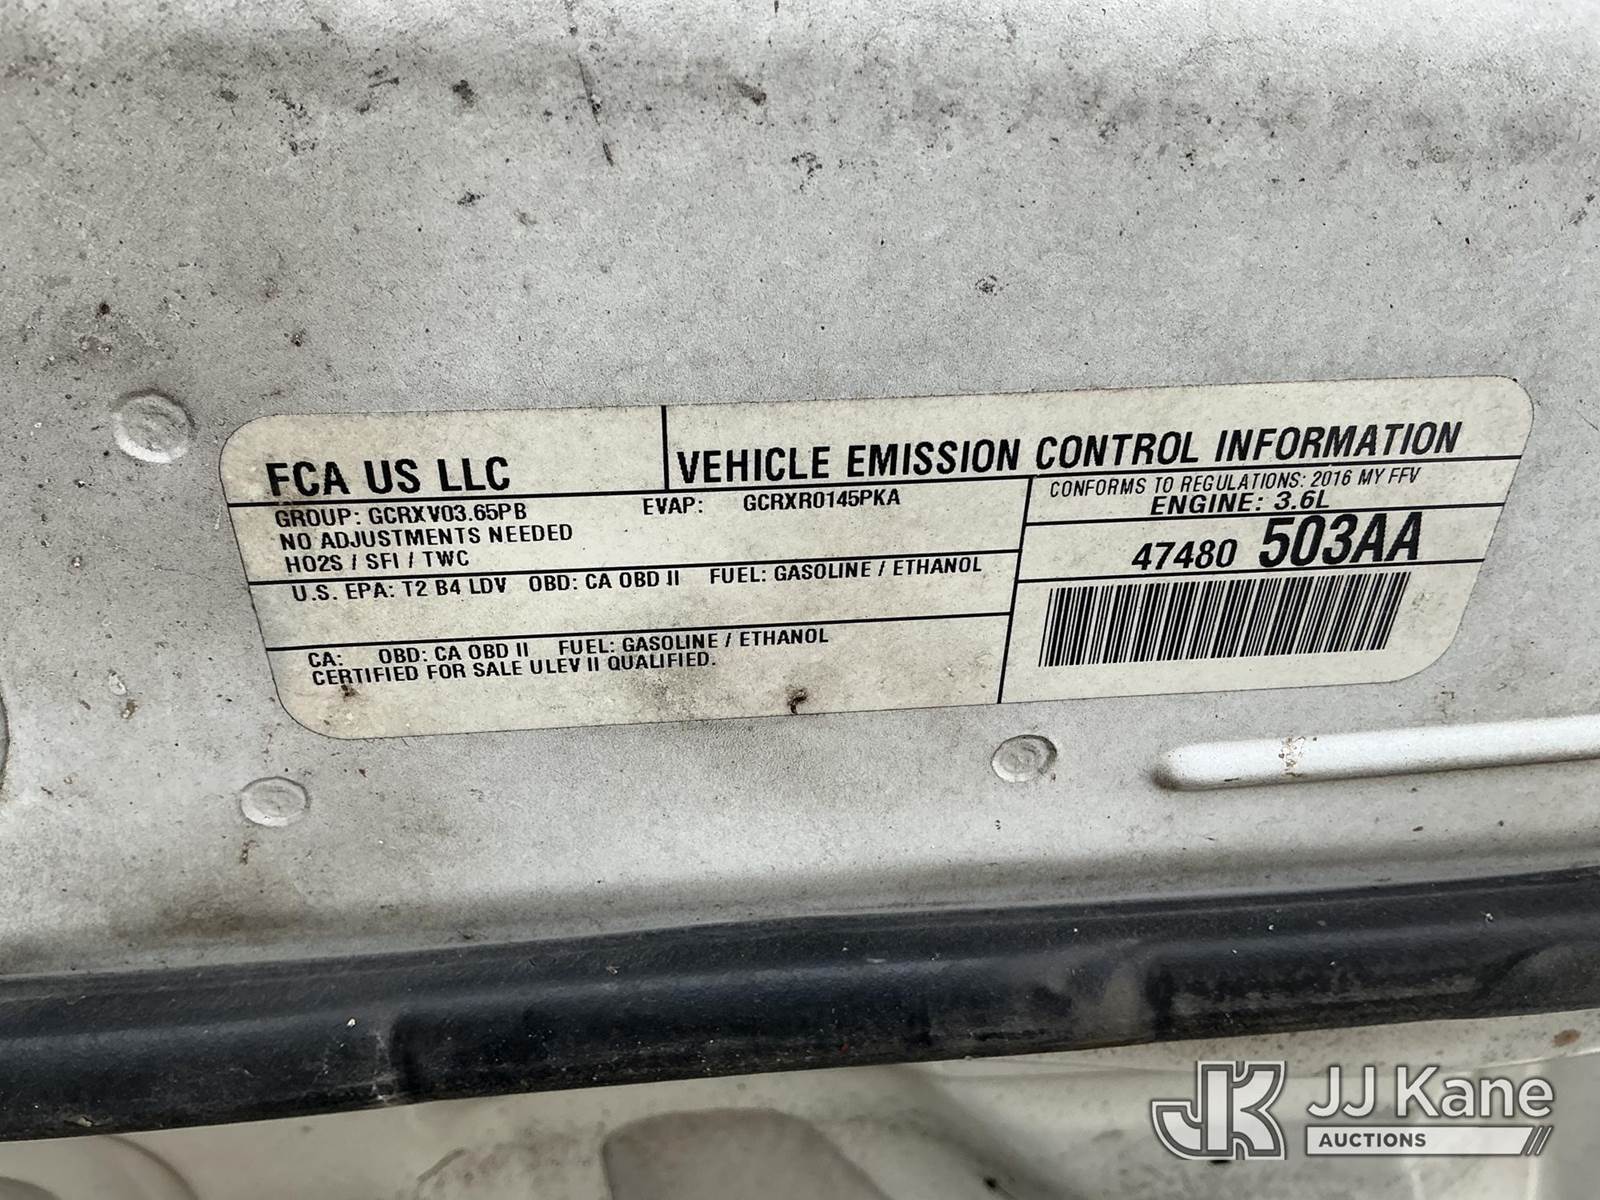 FCA US LLC
VEHICLE EMISSION CONTROL INFORMATION
GROUP: GCRXV03.65PB EVAP: GCRXR0145PKA
NO ADJUSTMENTS NEEDED
HO2S / SFI / TWC
U.S. EPA: T2 B4 LDV OBD: CA OBD II FUEL: GASOLINE / ETHANOL
CA: OBD: CA OBD II FUEL: GASOLINE / ETHANOL
CERTIFIED FOR SALE ULEV II QUALIFIED.
CONFORMS TO REGULATIONS: 2016 MY FFV
ENGINE: 3.6L
47480 503AA
JK JJ Kane
AUCTIONS